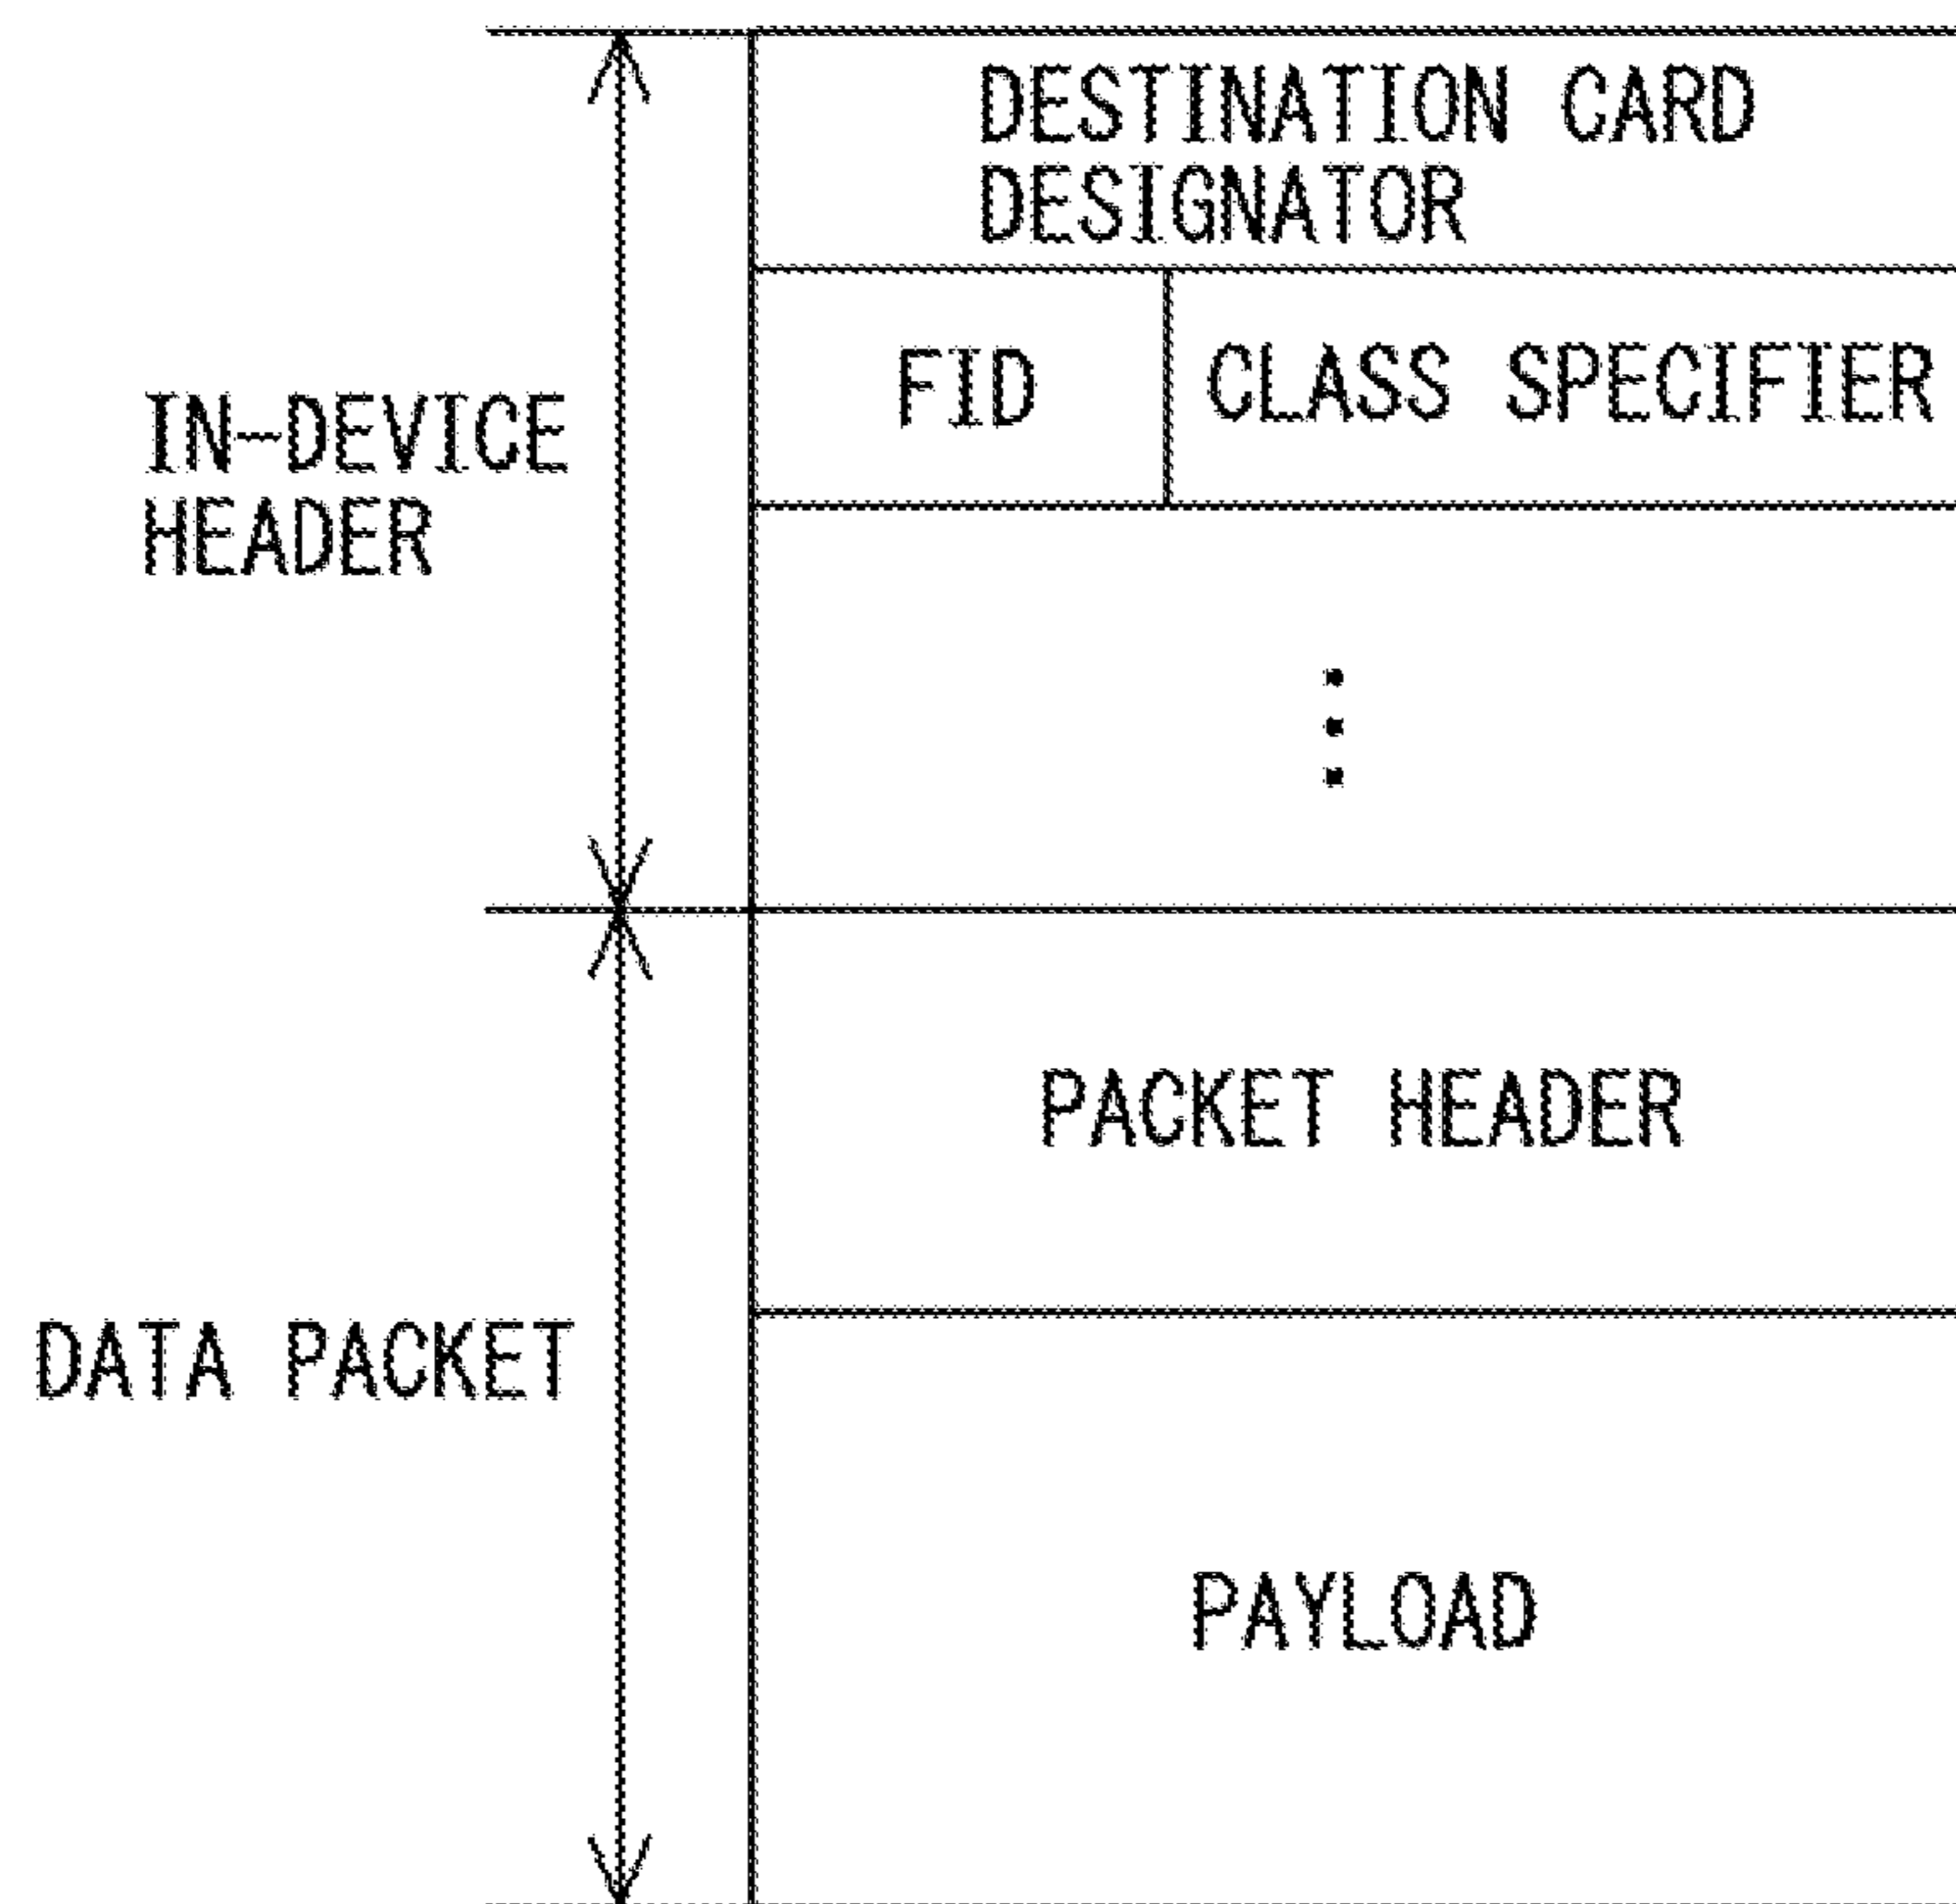 DESTINATION CARD
DESIGNATOR
FID
CLASS SPECIFIER
IN-DEVICE
HEADER
PACKET HEADER
DATA PACKET
PAYLOAD